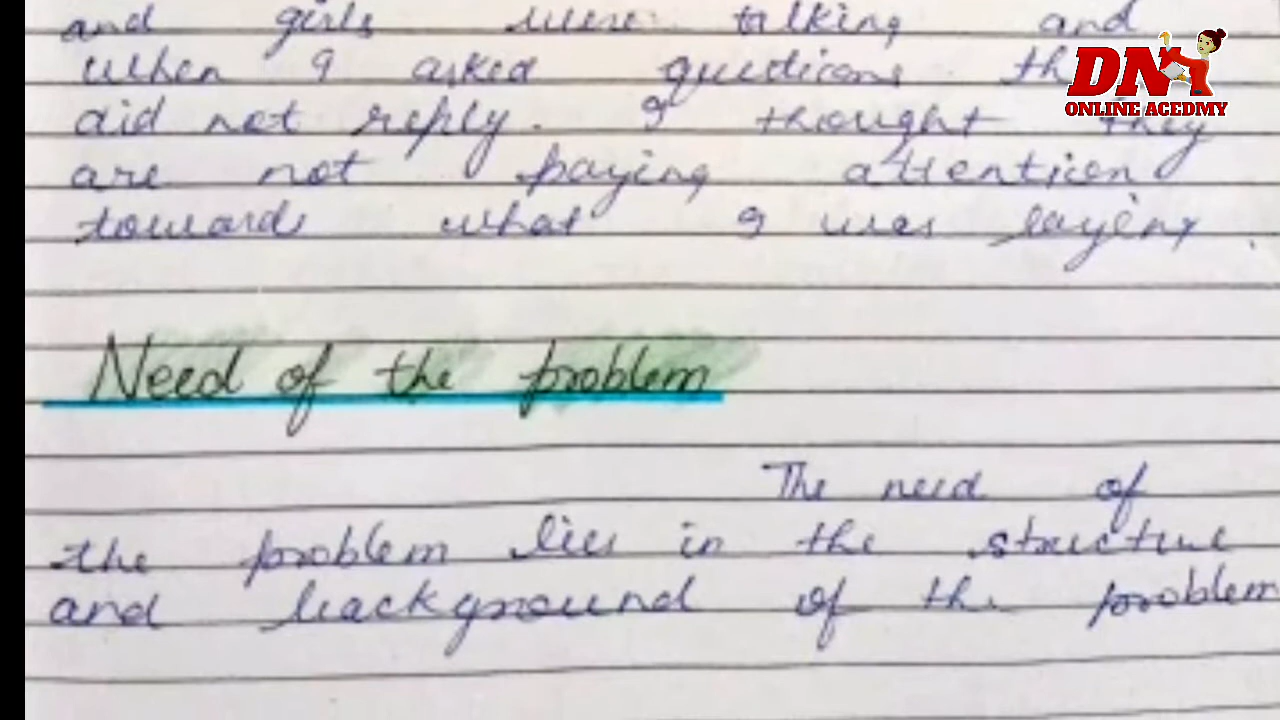 and girls were talking and
when I asked questions
did not reply. I thought they
are not paying attention
towards what I was saying.
Need of the problem
The need of
the problem lies in the structure
and background of the problem
DN
ONLINE ACEDMY